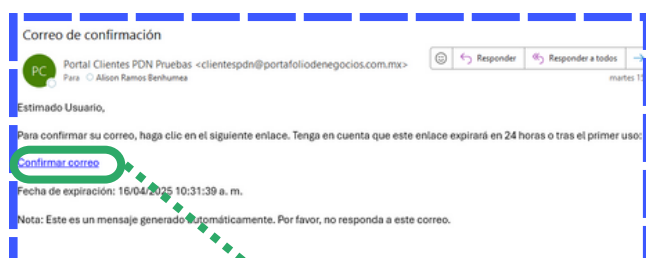 Correo de confirmación
PC
Portal Clientes PDN Pruebas <clientespdn@portafoliodenegocios.com.mx>
Para Alison Ramos Benhumea
Responder
Responder a todos
martes 15
Estimado Usuario,
Para confirmar su correo, haga clic en el siguiente enlace. Tenga en cuenta que este enlace expirará en 24 horas o tras el primer uso:
Confirmar correo
Fecha de expiración: 16/04/2025 10:31:39 a. m.
Nota: Este es un mensaje generado automáticamente. Por favor, no responda a este correo.